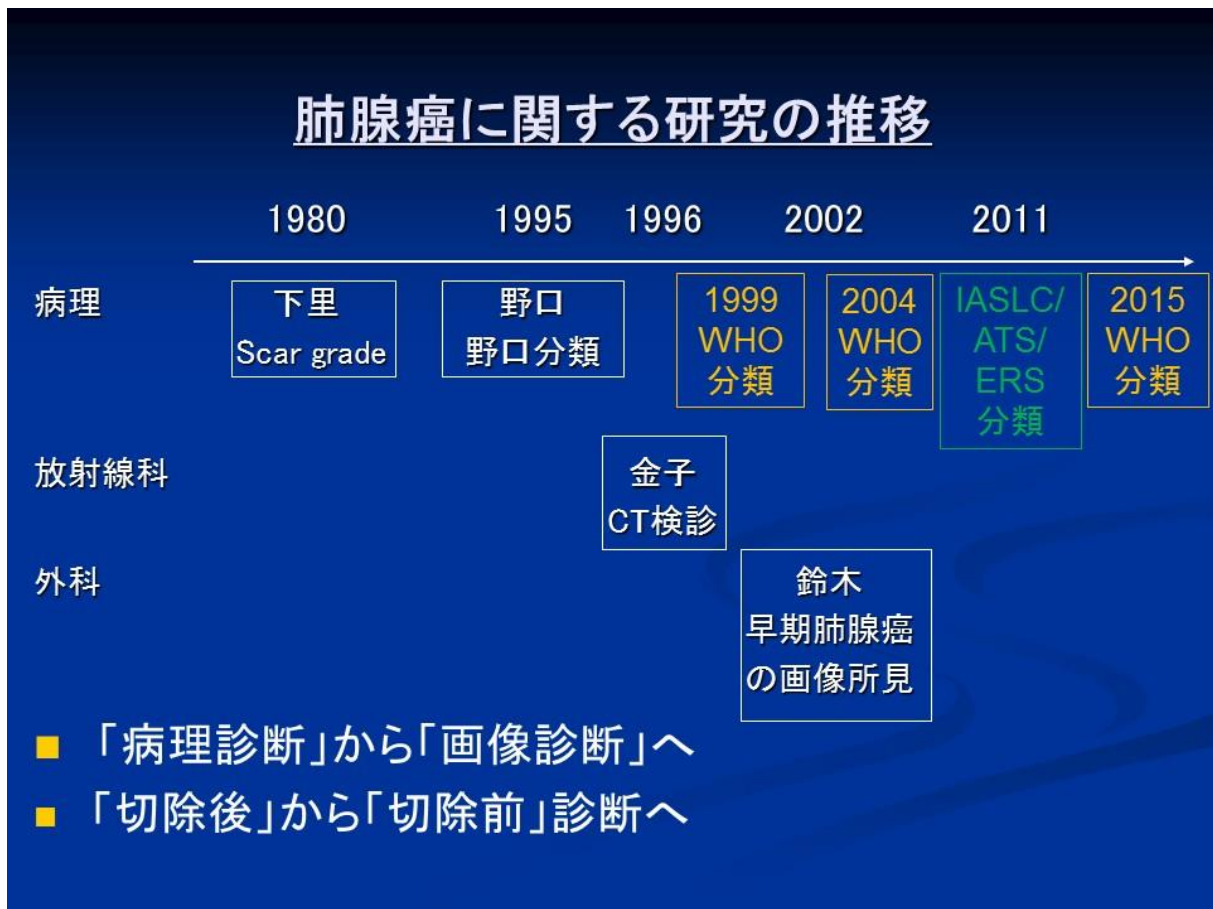 肺腺癌に関する研究の推移
1980 1995 1996 2002 2011
病理
下里
Scar grade
野口
野口分類
1999
WHO
分類
2004
WHO
分類
IASLC/
ATS/
ERS
分類
2015
WHO
分類
放射線科
金子
CT検診
外科
鈴木
早期肺腺癌
の画像所見
「病理診断」から「画像診断」へ
「切除後」から「切除前」診断へ